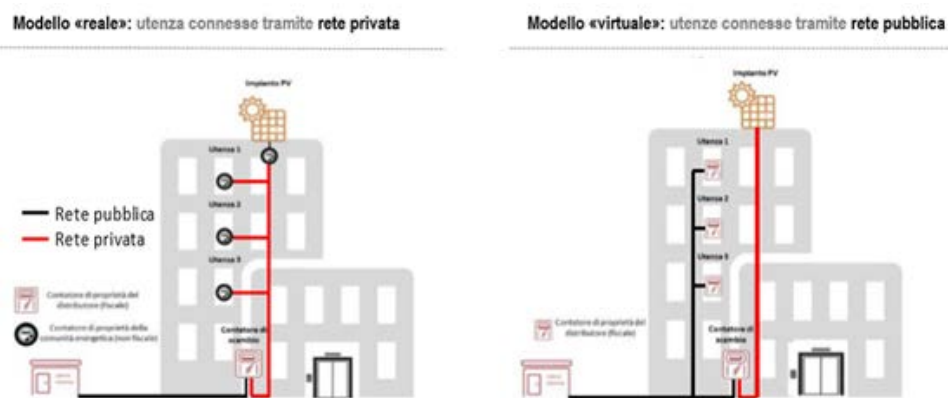 Modello «reale»: utenza connesse tramite rete privata
Impianto PV
Utenza 1
Utenza 2
Utenza 3
Rete pubblica
Rete privata
Contatore di proprietà del
distributore (fiscale)
Contatore di proprietà della
comunità energetica (non fiscale)
Contatore di
scambio
Modello «virtuale»: utenze connesse tramite rete pubblica
Impianto PV
Utenza 1
Utenza 2
Utenza 3
Contatore di proprietà del
distributore (fiscale)
Contatore di
scambio